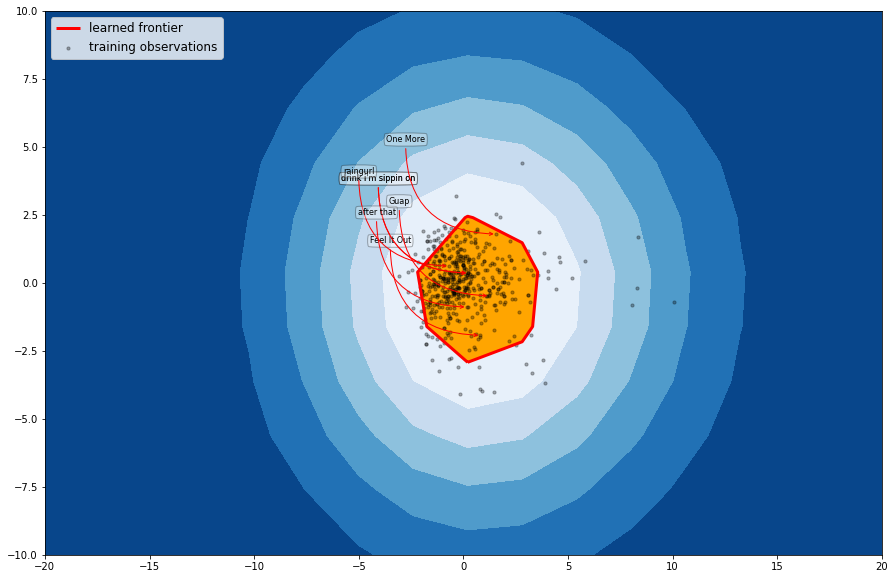 learned frontier
training observations
One More
raingurl
drink I'm sippin on
Guap
after that
Feel It Out
10.0
7.5
5.0
2.5
0.0
−2.5
−5.0
−7.5
−10.0
−20
−15
−10
−5
0
5
10
15
20